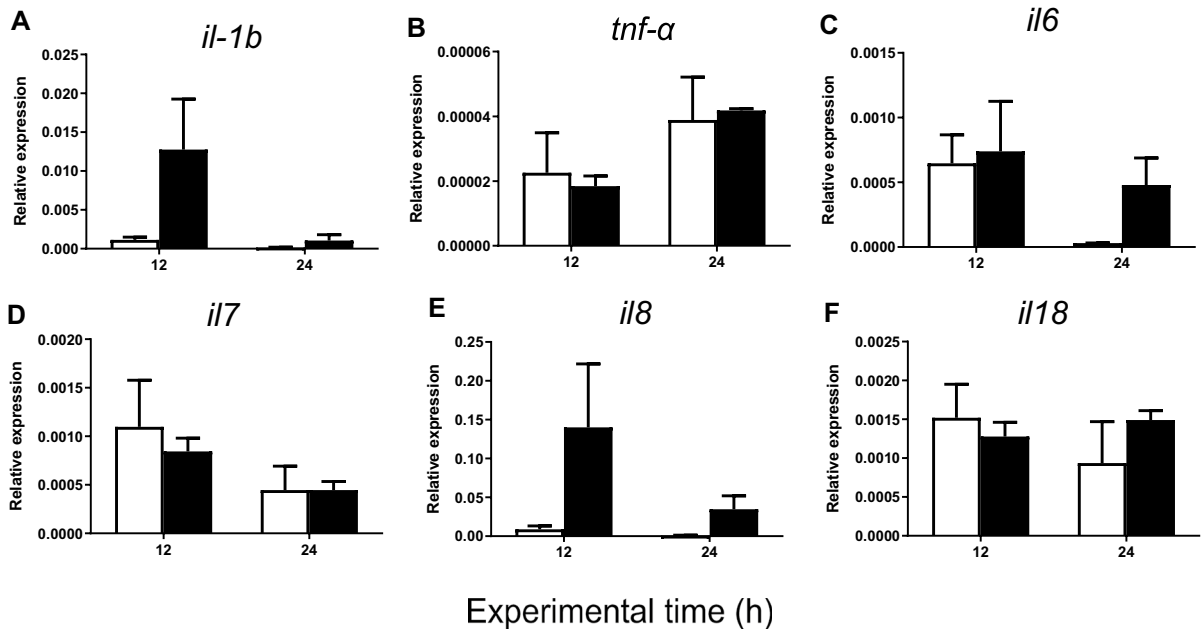 A
il-1b
Relative expression
0.025
0.020
0.015
0.010
0.005
0.000
12
24
B
tnf-α
Relative expression
0.00006
0.00004
0.00002
0.00000
12
24
C
il6
Relative expression
0.0015
0.0010
0.0005
0.0000
12
24
D
il7
Relative expression
0.0020
0.0015
0.0010
0.0005
0.0000
12
24
E
il8
Relative expression
0.25
0.20
0.15
0.10
0.05
0.00
12
24
F
il18
Relative expression
0.0025
0.0020
0.0015
0.0010
0.0005
0.0000
12
24
Experimental time (h)